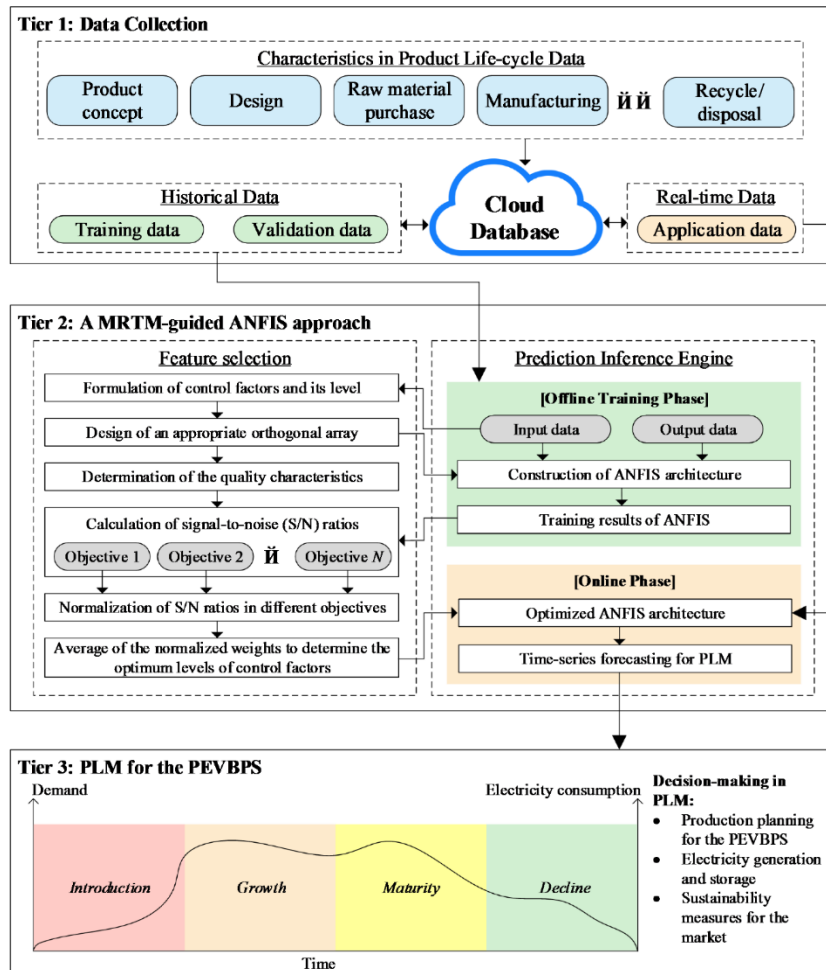 Tier 1: Data Collection
Characteristics in Product Life-cycle Data
Product
concept
Design
Raw material
purchase
Manufacturing
Й Й
Recycle/
disposal
Historical Data
Training data
Validation data
Cloud
Database
Real-time Data
Application data
Tier 2: A MRTM-guided ANFIS approach
Feature selection
Formulation of control factors and its level
Design of an appropriate orthogonal array
Determination of the quality characteristics
Calculation of signal-to-noise (S/N) ratios
Objective 1
Objective 2
Й
Objective N
Normalization of S/N ratios in different objectives
Average of the normalized weights to determine the
optimum levels of control factors
Prediction Inference Engine
[Offline Training Phase]
Input data
Output data
Construction of ANFIS architecture
Training results of ANFIS
[Online Phase]
Optimized ANFIS architecture
Time-series forecasting for PLM
Tier 3: PLM for the PEVBPS
Demand
Electricity consumption
Introduction
Growth
Maturity
Decline
Time
Decision-making in
PLM:
● Production planning
for the PEVBPS
● Electricity generation
and storage
● Sustainability
measures for the
market